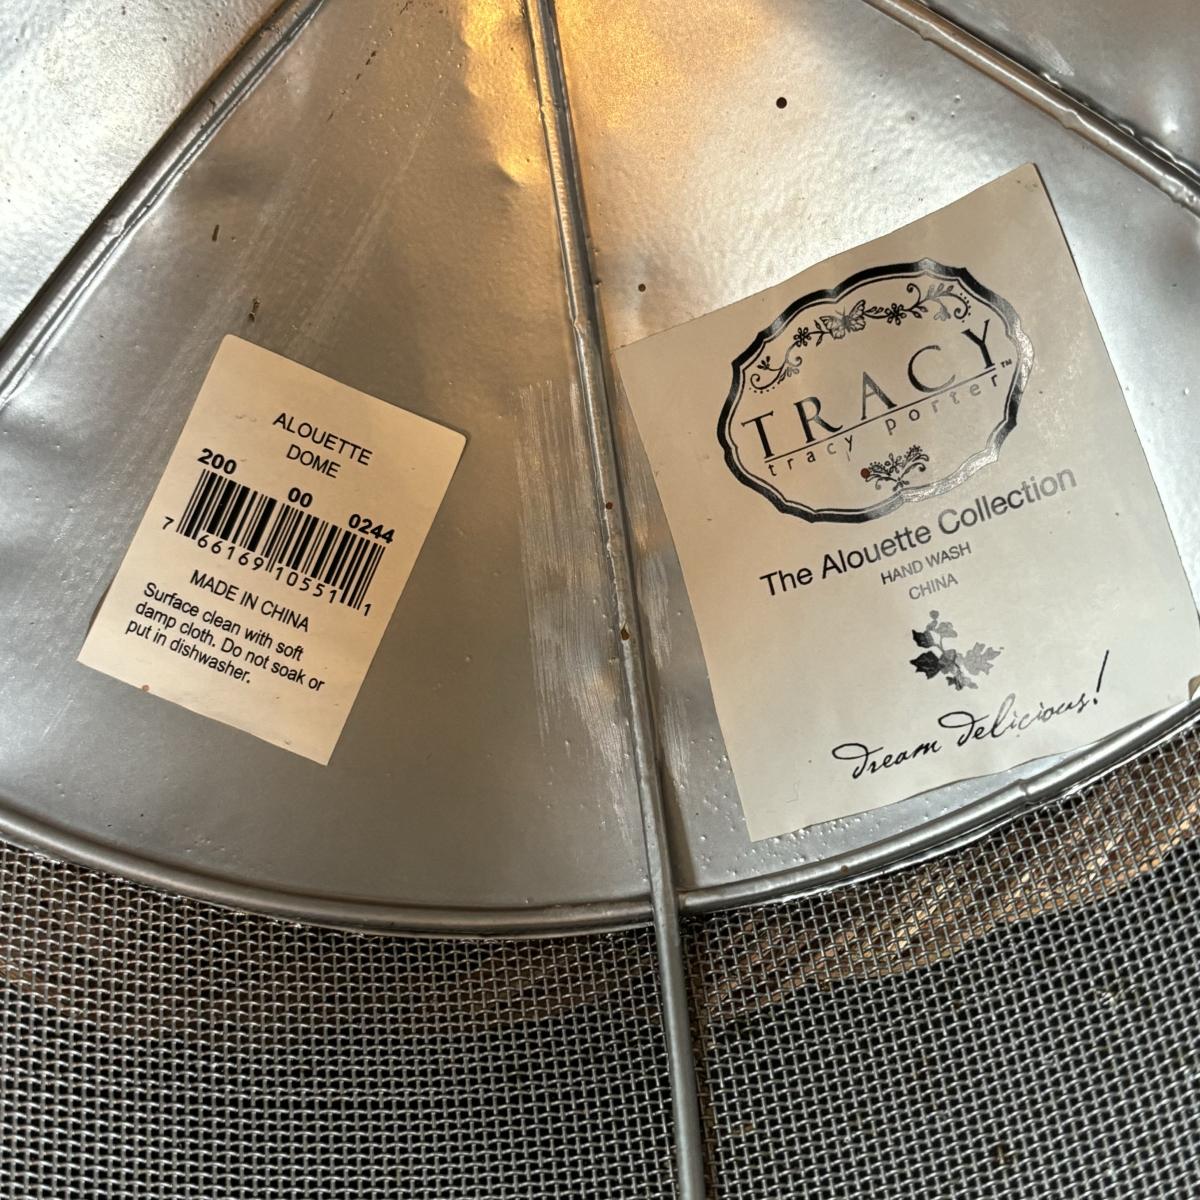 ALOUETTE
DOME
200
00
0244
7 66169 10551 1
MADE IN CHINA
Surface clean with soft
damp cloth. Do not soak or
put in dishwasher.
TRACY™
tracy porter
The Alouette Collection
HAND WASH
CHINA
Dream Delicious!